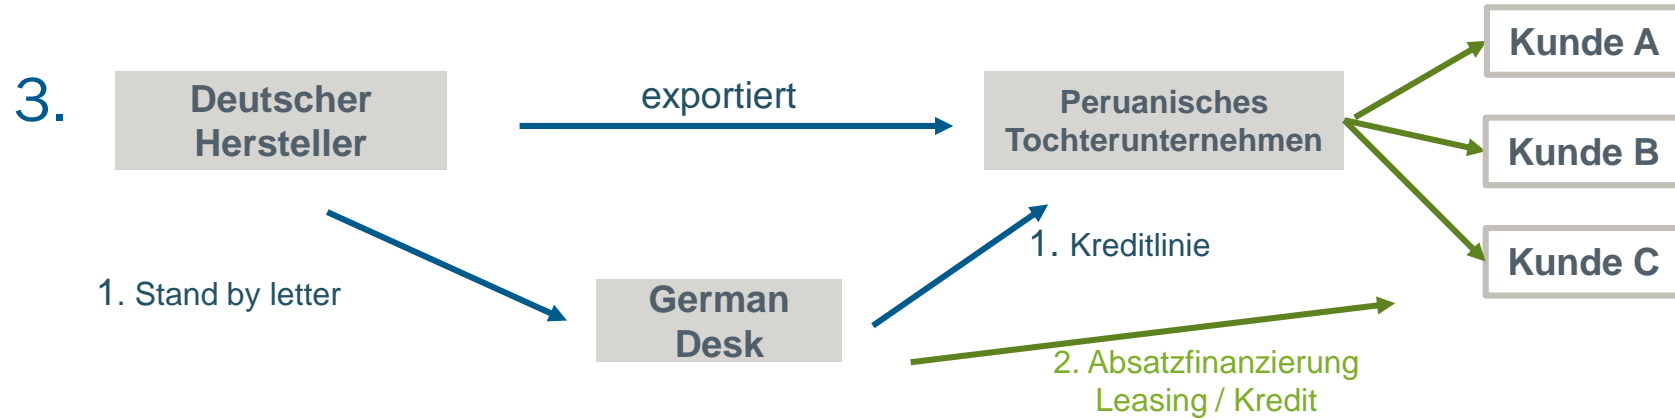 3.
Deutscher
Hersteller
exportiert
Peruanisches
Tochterunternehmen
Kunde A
Kunde B
Kunde C
1. Stand by letter
German
Desk
1. Kreditlinie
2. Absatzfinanzierung
Leasing / Kredit